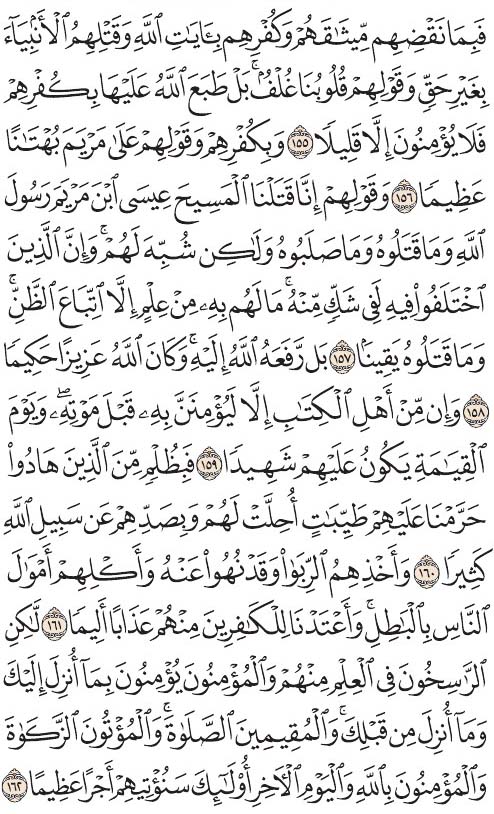 فَبِمَا نَقْضِهِم مِّيثَٰقَهُمْ وَكُفْرِهِم بِـَٔايَٰتِ ٱللَّهِ وَقَتْلِهِمُ ٱلْأَنۢبِيَآءَ
بِغَيْرِ حَقٍّ وَقَوْلِهِمْ قُلُوبُنَا غُلْفٌۢ ۚ بَلْ طَبَعَ ٱللَّهُ عَلَيْهَا بِكُفْرِهِمْ
فَلَا يُؤْمِنُونَ إِلَّا قَلِيلًا ١٥٥ وَبِكُفْرِهِمْ وَقَوْلِهِمْ عَلَىٰ مَرْيَمَ بُهْتَٰنًا
عَظِيمًا ١٥٦ وَقَوْلِهِمْ إِنَّا قَتَلْنَا ٱلْمَسِيحَ عِيسَى ٱبْنَ مَرْيَمَ رَسُولَ
ٱللَّهِ وَمَا قَتَلُوهُ وَمَا صَلَبُوهُ وَلَٰكِن شُبِّهَ لَهُمْ ۚ وَإِنَّ ٱلَّذِينَ
ٱخْتَلَفُوا۟ فِيهِ لَفِى شَكٍّ مِّنْهُ ۚ مَا لَهُم بِهِۦ مِنْ عِلْمٍ إِلَّا ٱتِّبَاعَ ٱلظَّنِّ ۚ
وَمَا قَتَلُوهُ يَقِينًۢا ١٥٧ بَل رَّفَعَهُ ٱللَّهُ إِلَيْهِ ۚ وَكَانَ ٱللَّهُ عَزِيزًا حَكِيمًا
١٥٨ وَإِن مِّنْ أَهْلِ ٱلْكِتَٰبِ إِلَّا لَيُؤْمِنَنَّ بِهِۦ قَبْلَ مَوْتِهِۦ ۖ وَيَوْمَ
ٱلْقِيَٰمَةِ يَكُونُ عَلَيْهِمْ شَهِيدًا ١٥٩ فَبِظُلْمٍ مِّنَ ٱلَّذِينَ هَادُوا۟
حَرَّمْنَا عَلَيْهِمْ طَيِّبَٰتٍ أُحِلَّتْ لَهُمْ وَبِصَدِّهِمْ عَن سَبِيلِ ٱللَّهِ
كَثِيرًا ١٦٠ وَأَخْذِهِمُ ٱلرِّبَوٰا۟ وَقَدْ نُهُوا۟ عَنْهُ وَأَكْلِهِمْ أَمْوَٰلَ
ٱلنَّاسِ بِٱلْبَٰطِلِ ۚ وَأَعْتَدْنَا لِلْكَٰفِرِينَ مِنْهُمْ عَذَابًا أَلِيمًا ١٦١ لَّٰكِنِ
ٱلرَّٰسِخُونَ فِى ٱلْعِلْمِ مِنْهُمْ وَٱلْمُؤْمِنُونَ يُؤْمِنُونَ بِمَآ أُنزِلَ إِلَيْكَ
وَمَآ أُنزِلَ مِن قَبْلِكَ ۚ وَٱلْمُقِيمِينَ ٱلصَّلَوٰةَ ۚ وَٱلْمُؤْتُونَ ٱلزَّكَوٰةَ
وَٱلْمُؤْمِنُونَ بِٱللَّهِ وَٱلْيَوْمِ ٱلْـَٔاخِرِ أُو۟لَٰٓئِكَ سَنُؤْتِيهِمْ أَجْرًا عَظِيمًا ١٦٢